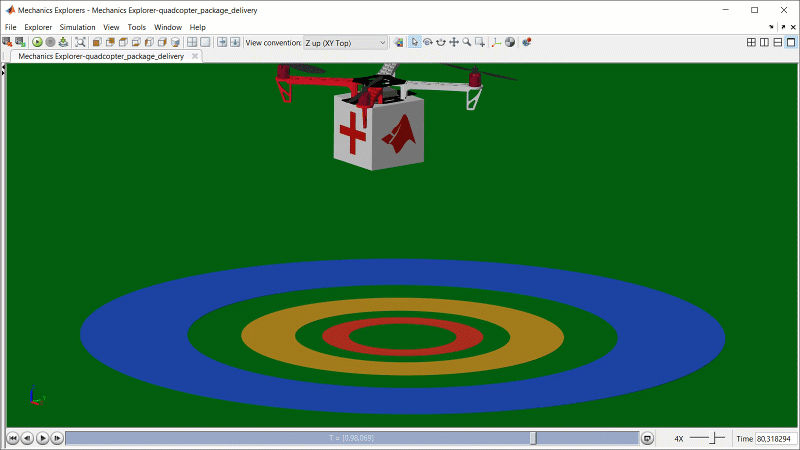 Mechanics Explorers - Mechanics Explorer-quadcopter_package_delivery
File Explorer Simulation View Tools Window Help
View convention: Z up (XY Top)
Mechanics Explorer-quadcopter_package_delivery
T = [0,98,069]
4X
Time 80,318294